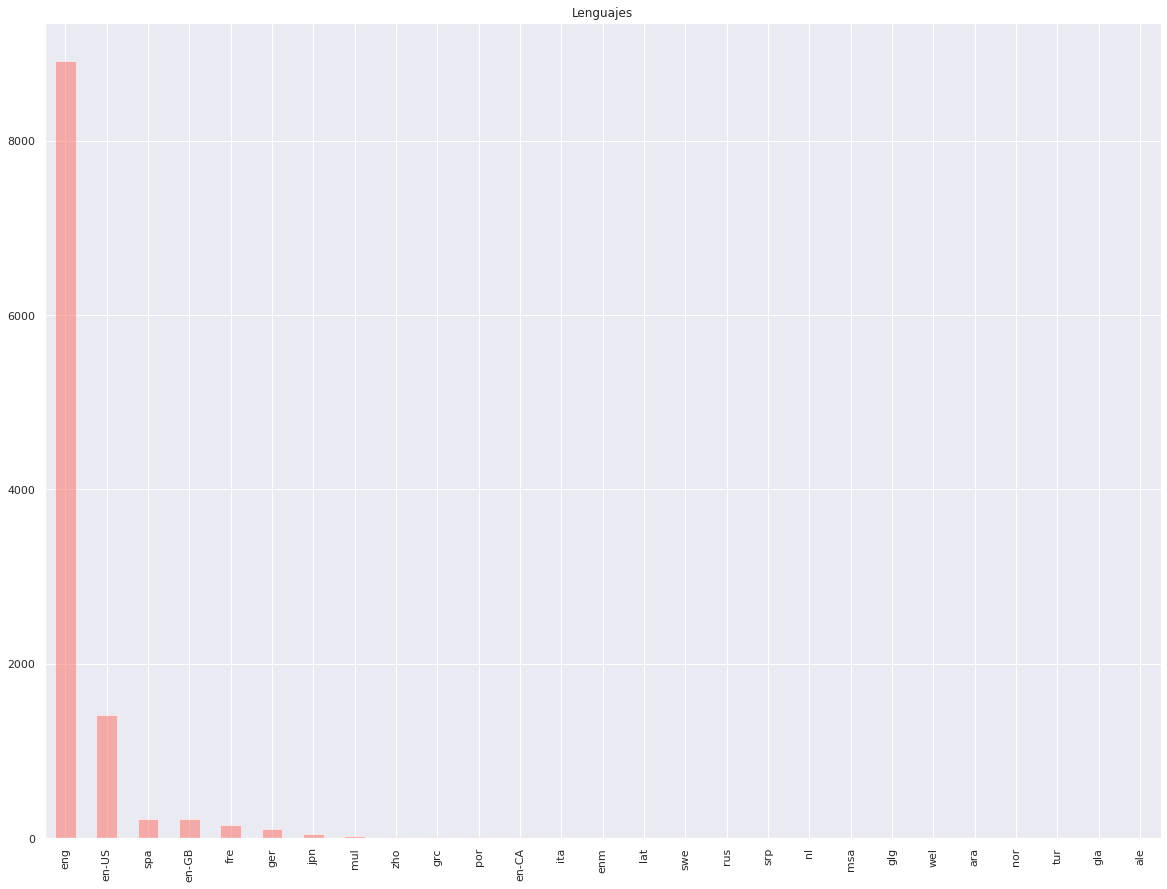 Lenguajes
8000
6000
4000
2000
0
eng
en-US
spa
en-GB
fre
ger
jpn
mul
zho
grc
por
en-CA
ita
enm
lat
swe
rus
srp
nl
msa
glg
wel
ara
nor
tur
gla
ale